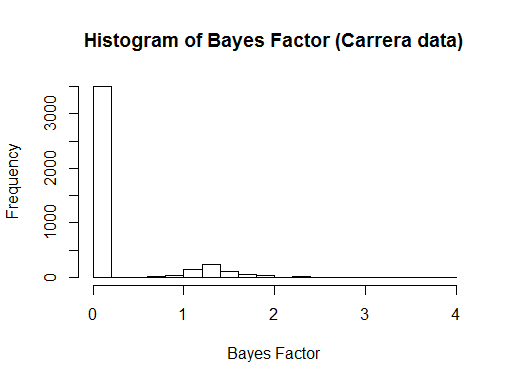 Histogram of Bayes Factor (Carrera data)
Frequency
3000
2000
1000
0
0 1 2 3 4
Bayes Factor